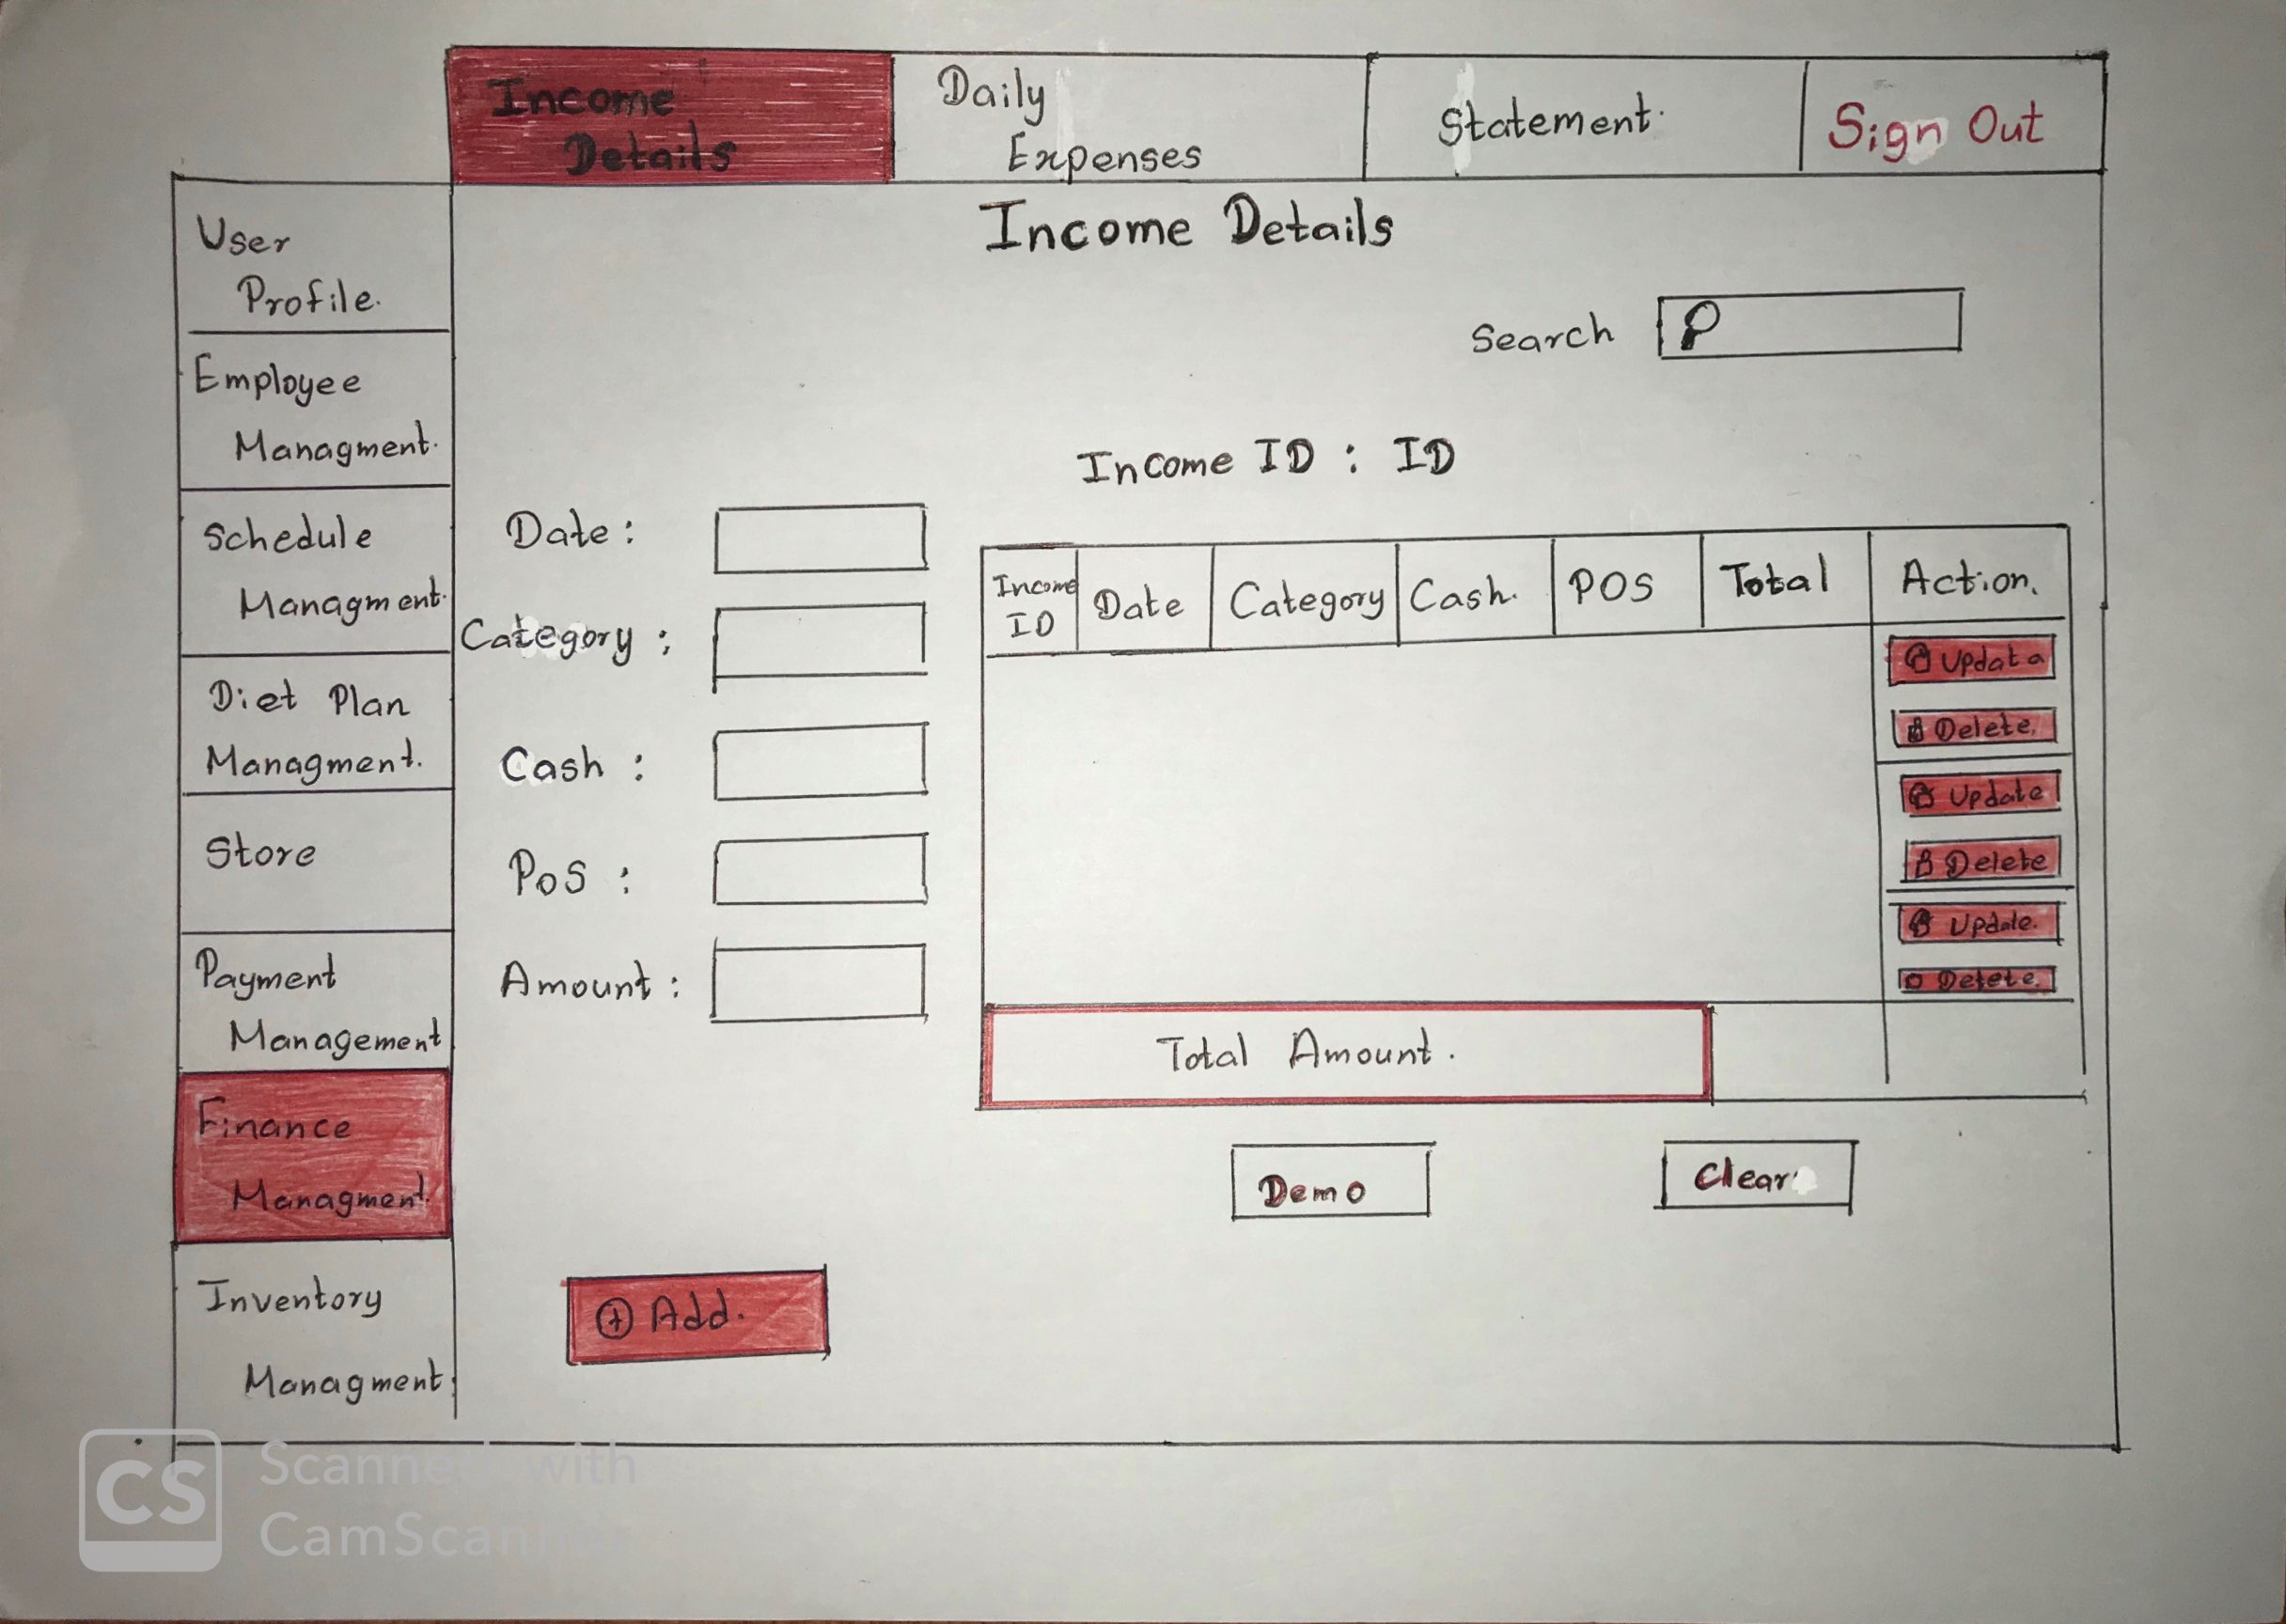 Income
Details
Daily
Expenses
Statement.
Sign Out
User
Profile.
Employee
Managment.
Schedule
Managment.
Diet Plan
Managment.
Store
Payment
Management
Finance
Managment.
Inventory
Managment.
Income Details
Search
Income ID : ID
Date :
Category :
Cash :
POS :
Amount :
Add.
Income
ID
Date
Category
Cash.
POS
Total
Action.
Updata
Delete.
Update
Delete
Update.
Delete.
Total Amount.
Demo
Clear
CS
Scanned with
CamScanner